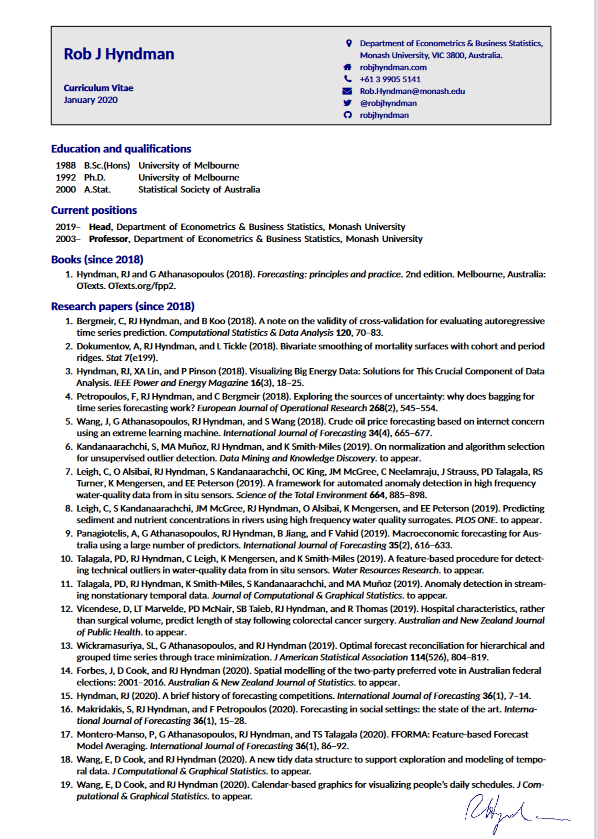 Rob J Hyndman
Curriculum Vitae
January 2020
Department of Econometrics & Business Statistics,
Monash University, VIC 3800, Australia.
robjhyndman.com
+61 3 9905 5141
Rob.Hyndman@monash.edu
@robjhyndman
robjhyndman
Education and qualifications
1988 B.Sc.(Hons) University of Melbourne
1992 Ph.D. University of Melbourne
2000 A.Stat. Statistical Society of Australia
Current positions
2019– Head, Department of Econometrics & Business Statistics, Monash University
2003– Professor, Department of Econometrics & Business Statistics, Monash University
Books (since 2018)
1. Hyndman, RJ and G Athanasopoulos (2018). Forecasting: principles and practice. 2nd edition. Melbourne, Australia:
OTexts. OTexts.org/fpp2.
Research papers (since 2018)
1. Bergmeir, C, RJ Hyndman, and B Koo (2018). A note on the validity of cross-validation for evaluating autoregressive
time series prediction. Computational Statistics & Data Analysis 120, 70–83.
2. Dokumentov, A, RJ Hyndman, and L Tickle (2018). Bivariate smoothing of mortality surfaces with cohort and period
ridges. Stat 7(e199).
3. Hyndman, RJ, XA Lin, and P Pinson (2018). Visualizing Big Energy Data: Solutions for This Crucial Component of Data
Analysis. IEEE Power and Energy Magazine 16(3), 18–25.
4. Petropoulos, F, RJ Hyndman, and C Bergmeir (2018). Exploring the sources of uncertainty: why does bagging for
time series forecasting work? European Journal of Operational Research 268(2), 545–554.
5. Wang, J, G Athanasopoulos, RJ Hyndman, and S Wang (2018). Crude oil price forecasting based on internet concern
using an extreme learning machine. International Journal of Forecasting 34(4), 665–677.
6. Kandanaarachchi, S, MA Muñoz, RJ Hyndman, and K Smith-Miles (2019). On normalization and algorithm selection
for unsupervised outlier detection. Data Mining and Knowledge Discovery. to appear.
7. Leigh, C, O Alsibai, RJ Hyndman, S Kandanaarachchi, OC King, JM McGree, C Neelamraju, J Strauss, PD Talagala, RS
Turner, K Mengersen, and EE Peterson (2019). A framework for automated anomaly detection in high frequency
water-quality data from in situ sensors. Science of the Total Environment 664, 885–898.
8. Leigh, C, S Kandanaarachchi, JM McGree, RJ Hyndman, O Alsibai, K Mengersen, and EE Peterson (2019). Predicting
sediment and nutrient concentrations in rivers using high frequency water quality surrogates. PLOS ONE. to appear.
9. Panagiotelis, A, G Athanasopoulos, RJ Hyndman, B Jiang, and F Vahid (2019). Macroeconomic forecasting for Aus-
tralia using a large number of predictors. International Journal of Forecasting 35(2), 616–633.
10. Talagala, PD, RJ Hyndman, C Leigh, K Mengersen, and K Smith-Miles (2019). A feature-based procedure for detect-
ing technical outliers in water-quality data from in situ sensors. Water Resources Research. to appear.
11. Talagala, PD, RJ Hyndman, K Smith-Miles, S Kandanaarachchi, and MA Muñoz (2019). Anomaly detection in stream-
ing nonstationary temporal data. Journal of Computational & Graphical Statistics. to appear.
12. Vicendese, D, LT Marvelde, PD McNair, SB Taieb, RJ Hyndman, and R Thomas (2019). Hospital characteristics, rather
than surgical volume, predict length of stay following colorectal cancer surgery. Australian and New Zealand Journal
of Public Health. to appear.
13. Wickramasuriya, SL, G Athanasopoulos, and RJ Hyndman (2019). Optimal forecast reconciliation for hierarchical and
grouped time series through trace minimization. J American Statistical Association 114(526), 804–819.
14. Forbes, J, D Cook, and RJ Hyndman (2020). Spatial modelling of the two-party preferred vote in Australian federal
elections: 2001–2016. Australian & New Zealand Journal of Statistics. to appear.
15. Hyndman, RJ (2020). A brief history of forecasting competitions. International Journal of Forecasting 36(1), 7–14.
16. Makridakis, S, RJ Hyndman, and F Petropoulos (2020). Forecasting in social settings: the state of the art. Interna-
tional Journal of Forecasting 36(1), 15–28.
17. Montero-Manso, P, G Athanasopoulos, RJ Hyndman, and TS Talagala (2020). FFORMA: Feature-based Forecast
Model Averaging. International Journal of Forecasting 36(1), 86–92.
18. Wang, E, D Cook, and RJ Hyndman (2020). A new tidy data structure to support exploration and modeling of tempo-
ral data. J Computational & Graphical Statistics. to appear.
19. Wang, E, D Cook, and RJ Hyndman (2020). Calendar-based graphics for visualizing people's daily schedules. J Com-
putational & Graphical Statistics. to appear.